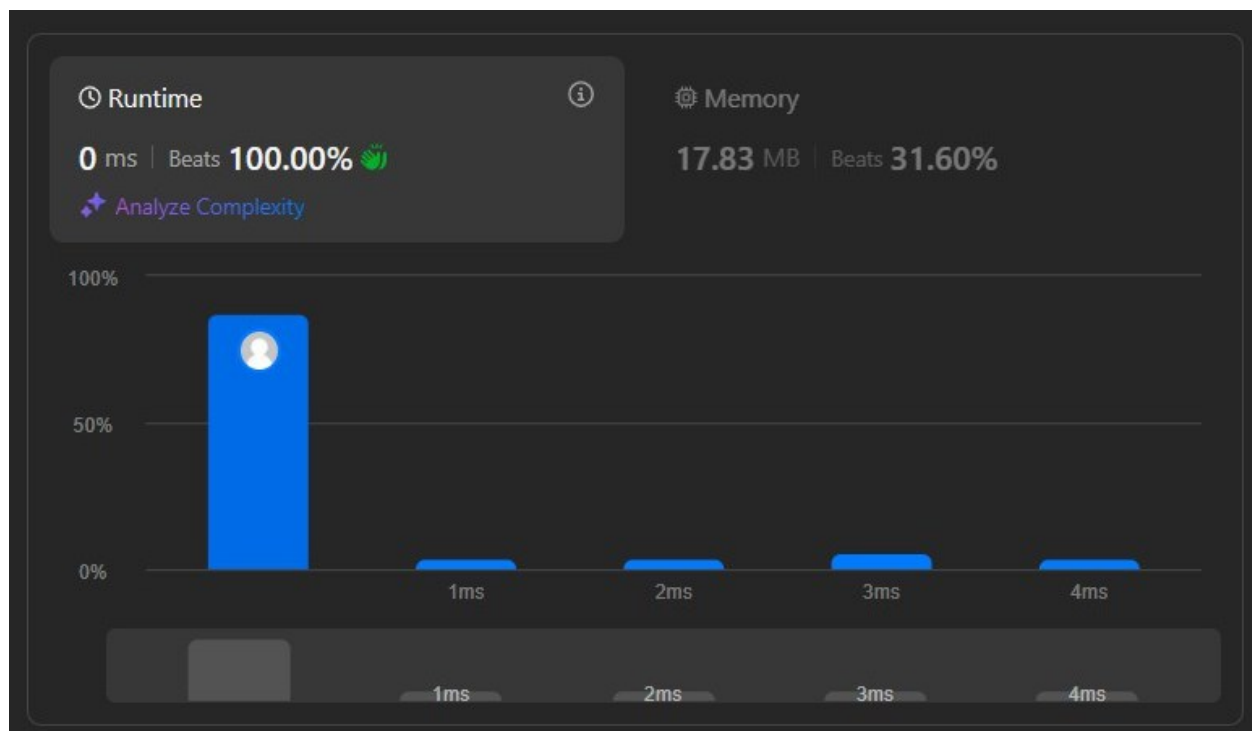 Runtime
0 ms | Beats 100.00%
Analyze Complexity
Memory
17.83 MB | Beats 31.60%
100%
50%
0%
1ms 2ms 3ms 4ms
1ms 2ms 3ms 4ms